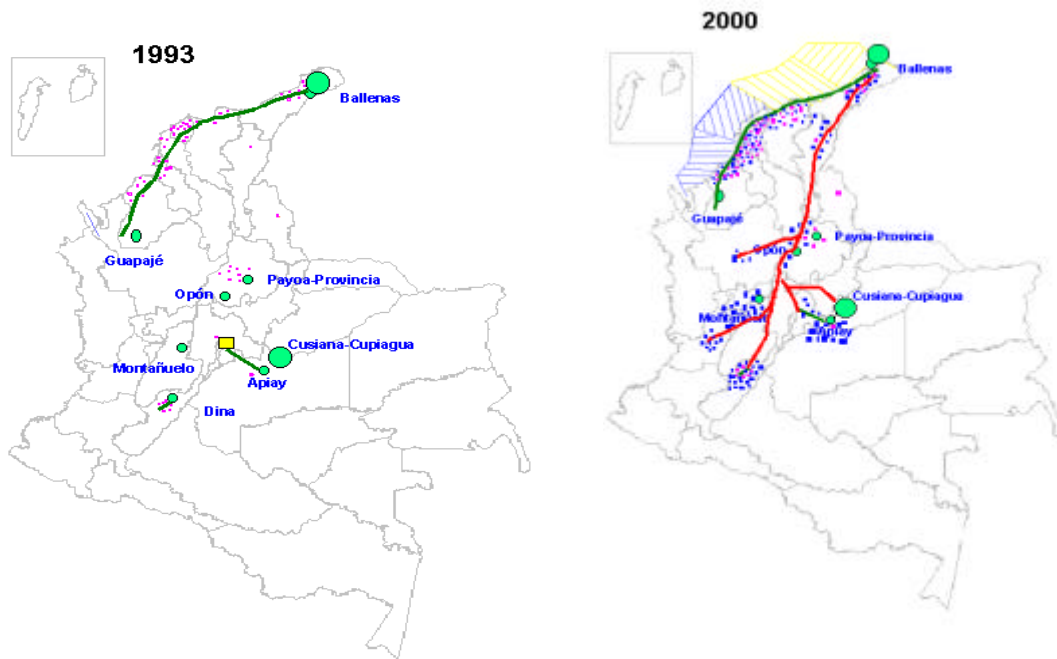 1993
Ballenas
Guapajé
Payoa-Provincia
Opón
Cusiana-Cupiagua
Montañuelo
Apiay
Dina
2000
Ballenas
Guapajé
Payoa-Provincia
Opón
Cusiana-Cupiagua
Apiay